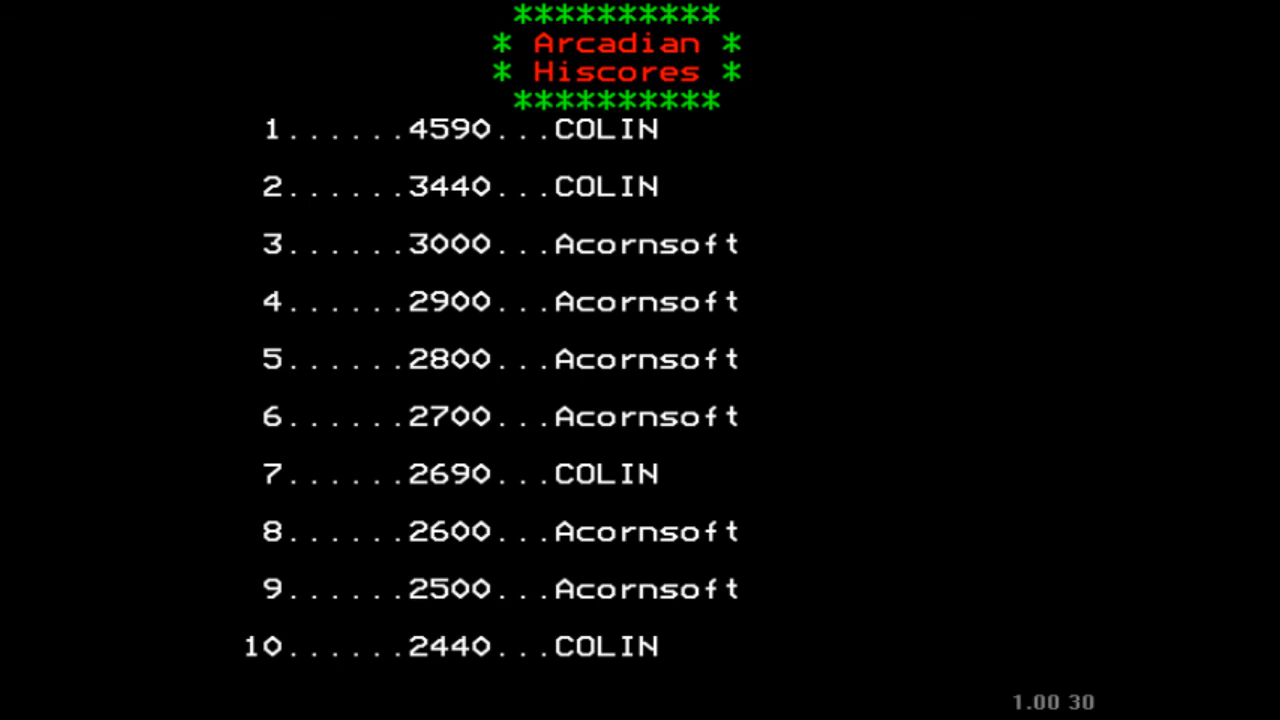 **********
* Arcadian *
* Hiscores *
**********
1......4590...COLIN
2......3440...COLIN
3......3000...Acornsoft
4......2900...Acornsoft
5......2800...Acornsoft
6......2700...Acornsoft
7......2690...COLIN
8......2600...Acornsoft
9......2500...Acornsoft
10......2440...COLIN
1.00 30